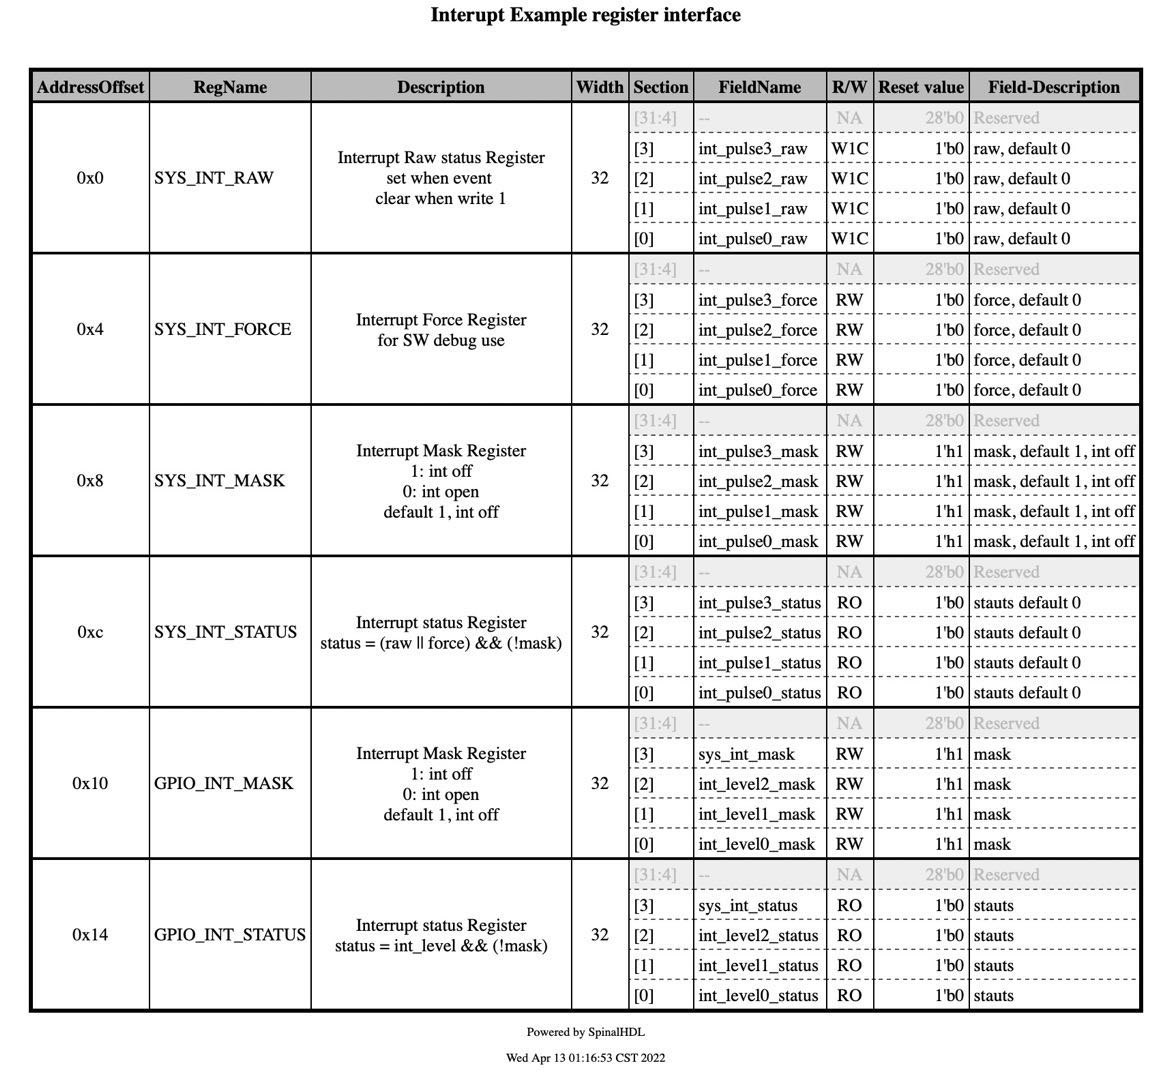 Interupt Example register interface
AddressOffset RegName Description Width Section FieldName R/W Reset value Field-Description
0x0 SYS_INT_RAW Interrupt Raw status Register
set when event
clear when write 1
32
[31:4] -- NA 28'b0 Reserved
[3] int_pulse3_raw W1C 1'b0 raw, default 0
[2] int_pulse2_raw W1C 1'b0 raw, default 0
[1] int_pulse1_raw W1C 1'b0 raw, default 0
[0] int_pulse0_raw W1C 1'b0 raw, default 0
0x4 SYS_INT_FORCE Interrupt Force Register
for SW debug use
32
[31:4] -- NA 28'b0 Reserved
[3] int_pulse3_force RW 1'b0 force, default 0
[2] int_pulse2_force RW 1'b0 force, default 0
[1] int_pulse1_force RW 1'b0 force, default 0
[0] int_pulse0_force RW 1'b0 force, default 0
0x8 SYS_INT_MASK Interrupt Mask Register
1: int off
0: int open
default 1, int off
32
[31:4] -- NA 28'b0 Reserved
[3] int_pulse3_mask RW 1'h1 mask, default 1, int off
[2] int_pulse2_mask RW 1'h1 mask, default 1, int off
[1] int_pulse1_mask RW 1'h1 mask, default 1, int off
[0] int_pulse0_mask RW 1'h1 mask, default 1, int off
0xc SYS_INT_STATUS Interrupt status Register
status = (raw || force) && (!mask)
32
[31:4] -- NA 28'b0 Reserved
[3] int_pulse3_status RO 1'b0 stauts default 0
[2] int_pulse2_status RO 1'b0 stauts default 0
[1] int_pulse1_status RO 1'b0 stauts default 0
[0] int_pulse0_status RO 1'b0 stauts default 0
0x10 GPIO_INT_MASK Interrupt Mask Register
1: int off
0: int open
default 1, int off
32
[31:4] -- NA 28'b0 Reserved
[3] sys_int_mask RW 1'h1 mask
[2] int_level2_mask RW 1'h1 mask
[1] int_level1_mask RW 1'h1 mask
[0] int_level0_mask RW 1'h1 mask
0x14 GPIO_INT_STATUS Interrupt status Register
status = int_level && (!mask)
32
[31:4] -- NA 28'b0 Reserved
[3] sys_int_status RO 1'b0 stauts
[2] int_level2_status RO 1'b0 stauts
[1] int_level1_status RO 1'b0 stauts
[0] int_level0_status RO 1'b0 stauts
Powered by SpinalHDL
Wed Apr 13 01:16:53 CST 2022